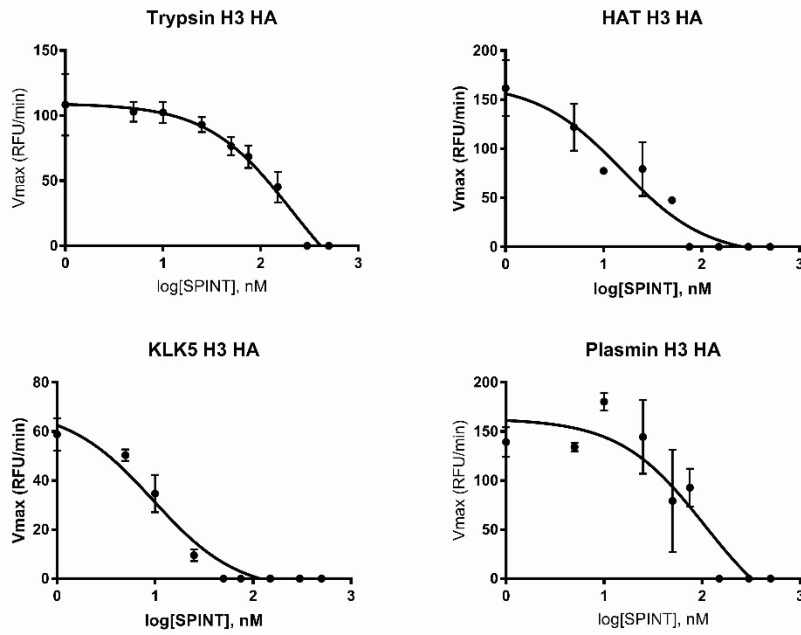 Trypsin H3 HA
150
100
50
0
Vmax (RFU/min)
0 1 2 3
log[SPINT], nM
HAT H3 HA
200
150
100
50
0
Vmax (RFU/min)
0 1 2 3
log[SPINT], nM
KLK5 H3 HA
80
60
40
20
0
Vmax (RFU/min)
0 1 2 3
log[SPINT], nM
Plasmin H3 HA
200
150
100
50
0
Vmax (RFU/min)
0 1 2 3
log[SPINT], nM